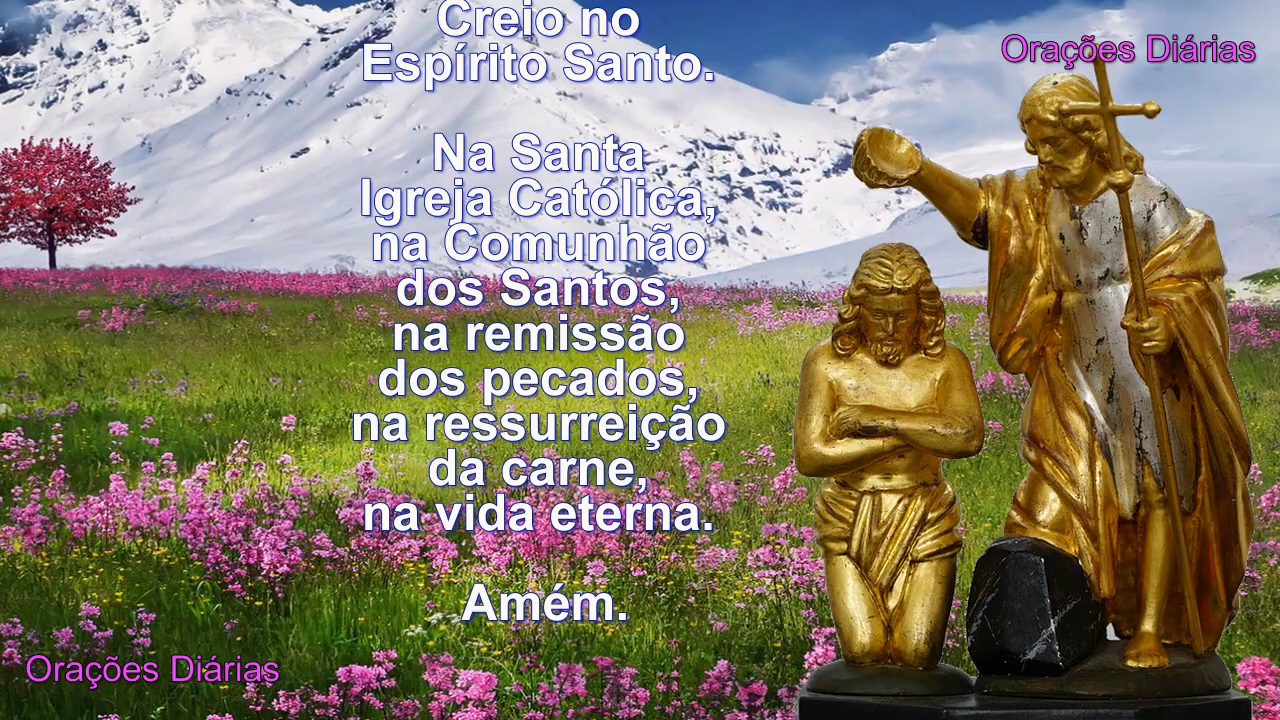 Creio no
Espírito Santo.
Orações Diárias
Na Santa
Igreja Católica,
na Comunhão
dos Santos,
na remissão
dos pecados,
na ressurreição
da carne,
na vida eterna.
Amém.
Orações Diárias